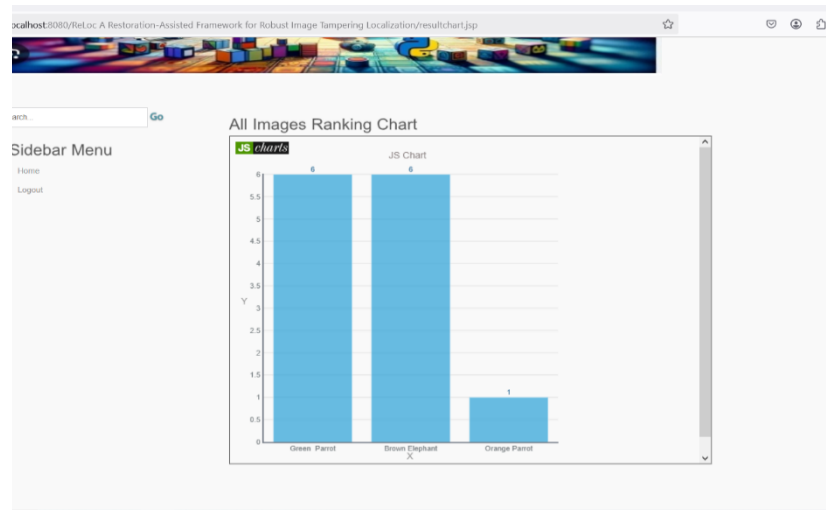 ocalhost:8080/ReLoc A Restoration-Assisted Framework for Robust Image Tampering Localization/resultchart.jsp
arch...
Go
Sidebar Menu
Home
Logout
All Images Ranking Chart
JS charts
JS Chart
6
5.5
5
4.5
4
3.5
3
2.5
2
1.5
1
0.5
0
Y
6
6
1
Green Parrot
Brown Elephant
Orange Parrot
X